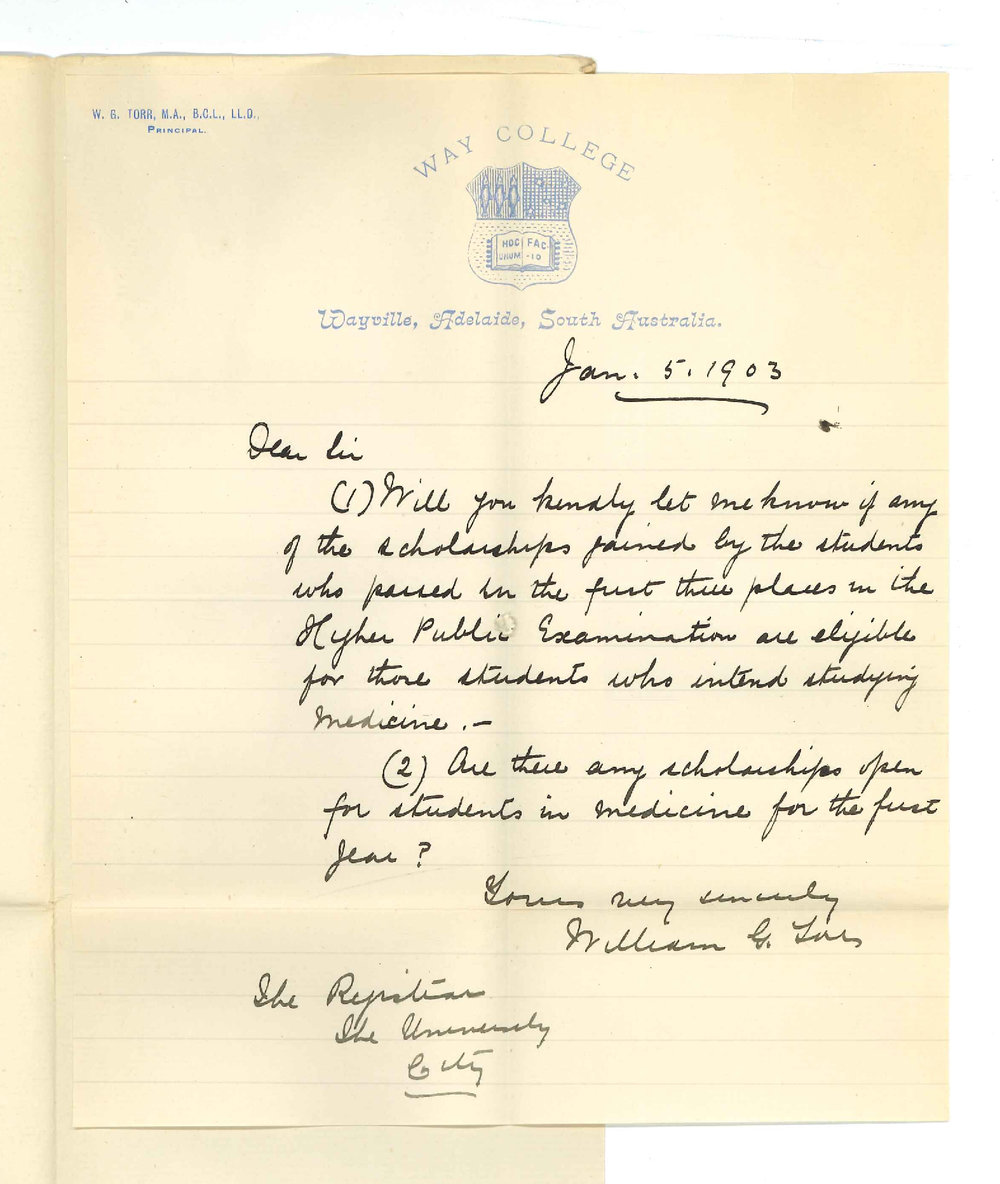 W. G. TORR, M.A., B.C.L., LL.D.,
PRINCIPAL.
WAY COLLEGE
HOC FAC
UNUM -10
Wayville, Adelaide, South Australia.
Jan. 5. 1903
Dear Sir
(1) Will you kindly let me know if any
of the scholarships gained by the students
who passed in the first three places in the
Higher Public Examination are eligible
for those students who intend studying
medicine.-
(2) Are there any scholarships open
for students in medicine for the first
year ?
Yours very sincerely
William G. Torr
The Registrar
The University
City